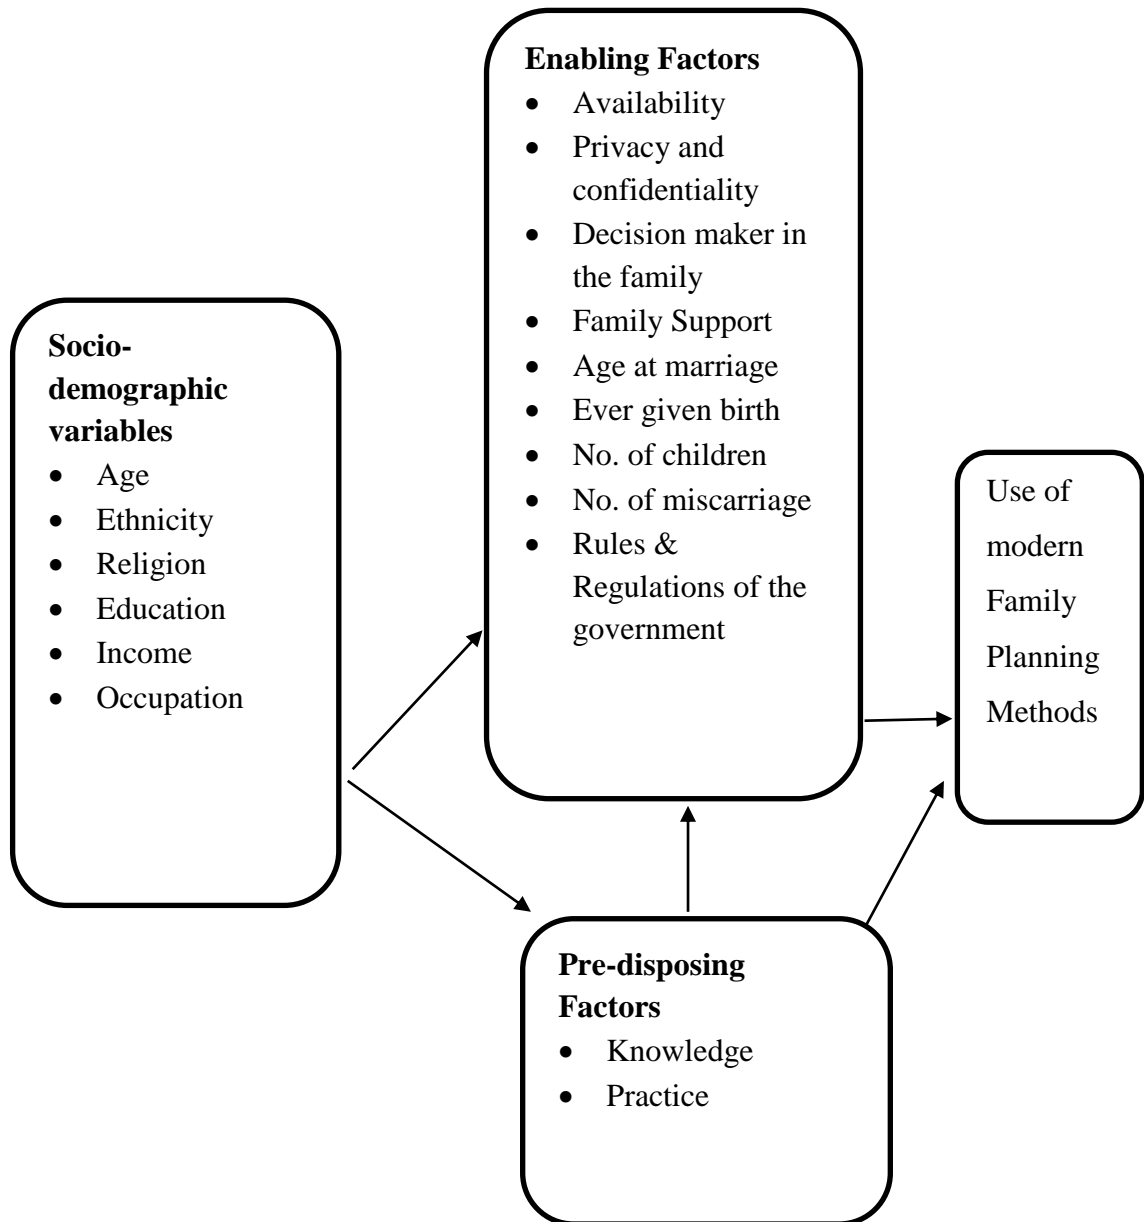 Enabling Factors
• Availability
• Privacy and
confidentiality
• Decision maker in
the family
• Family Support
• Age at marriage
• Ever given birth
• No. of children
• No. of miscarriage
• Rules &
Regulations of the
government
Socio-
demographic
variables
• Age
• Ethnicity
• Religion
• Education
• Income
• Occupation
Use of
modern
Family
Planning
Methods
Pre-disposing
Factors
• Knowledge
• Practice